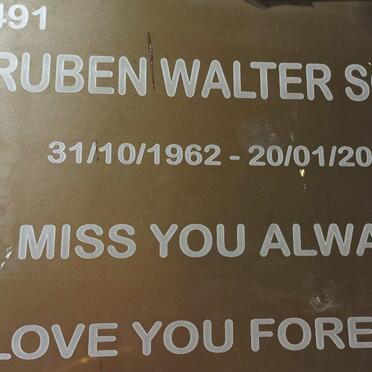 491
RUBEN WALTER S
31/10/1962 - 20/01/20
MISS YOU ALWA
LOVE YOU FORE